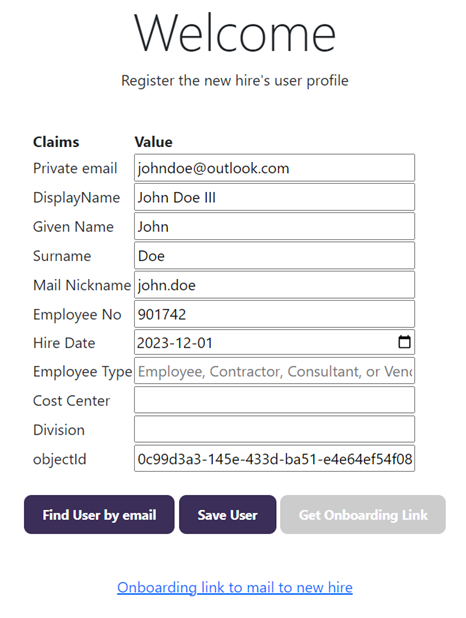 Welcome
Register the new hire's user profile
Claims Value
Private email johndoe@outlook.com
DisplayName John Doe III
Given Name John
Surname Doe
Mail Nickname john.doe
Employee No 901742
Hire Date 2023-12-01
Employee Type Employee, Contractor, Consultant, or Venc
Cost Center
Division
objectId 0c99d3a3-145e-433d-ba51-e4e64ef54f08
Find User by email Save User Get Onboarding Link
Onboarding link to mail to new hire